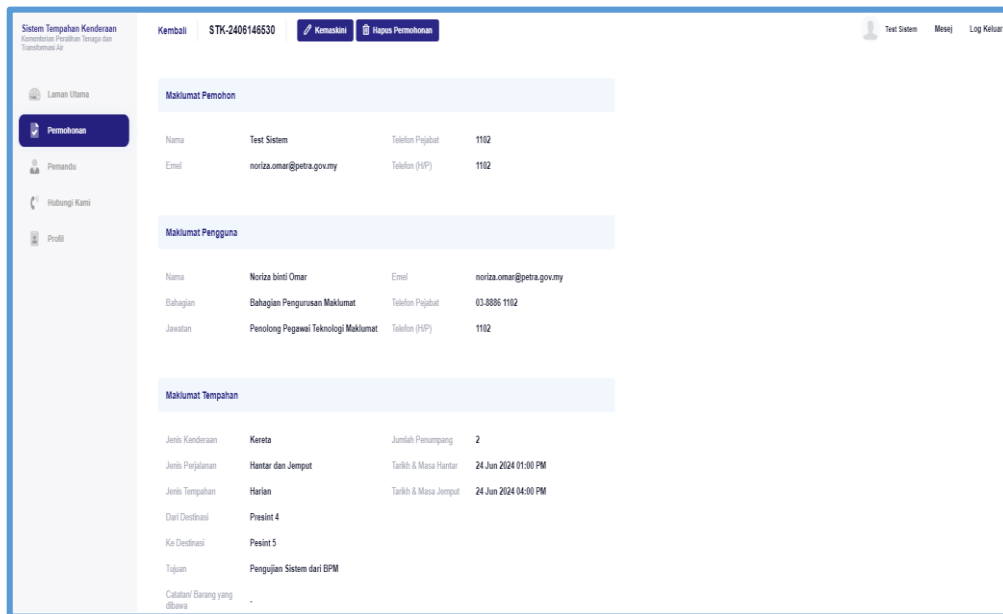 Sistem Tempahan Kenderaan
Kementerian Peralihan Tenaga dan
Transformasi Air
Kembali STK-2406146530 Kemaskini Hapus Permohonan
Test Sistem Mesej Log Keluar
Laman Utama
Permohonan
Pemandu
Hubungi Kami
Profil
Maklumat Pemohon
Nama Test Sistem Telefon Pejabat 1102
Emel noriza.omar@petra.gov.my Telefon (H/P) 1102
Maklumat Pengguna
Nama Noriza binti Omar Emel noriza.omar@petra.gov.my
Bahagian Bahagian Pengurusan Maklumat Telefon Pejabat 03-8886 1102
Jawatan Penolong Pegawai Teknologi Maklumat Telefon (H/P) 1102
Maklumat Tempahan
Jenis Kenderaan Kereta Jumlah Penumpang 2
Jenis Perjalanan Hantar dan Jemput Tarikh & Masa Hantar 24 Jun 2024 01:00 PM
Jenis Tempahan Harian Tarikh & Masa Jemput 24 Jun 2024 04:00 PM
Dari Destinasi Presint 4
Ke Destinasi Pesint 5
Tujuan Pengujian Sistem dari BPM
Catatan/ Barang yang
dibawa -